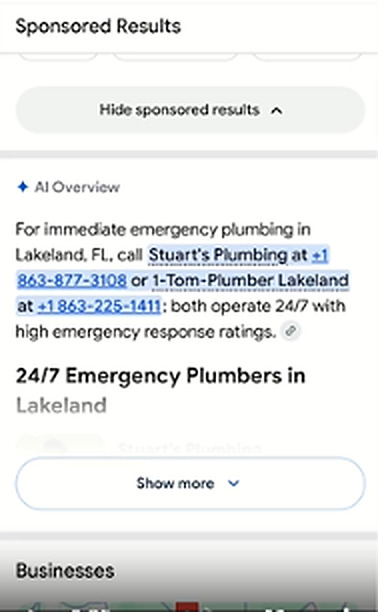 Sponsored Results
Hide sponsored results
AI Overview
For immediate emergency plumbing in
Lakeland, FL, call Stuart's Plumbing at +1
863-877-3108 or 1-Tom-Plumber Lakeland
at +1 863-225-1411; both operate 24/7 with
high emergency response ratings.
24/7 Emergency Plumbers in
Lakeland
Stuart's Plumbing
Show more
Businesses